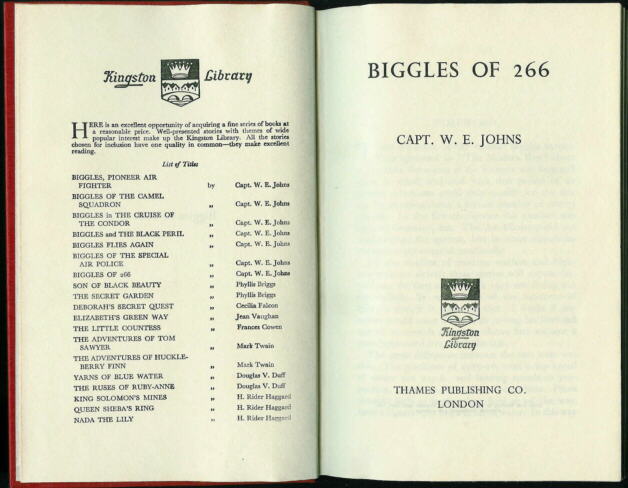 Kingston Library
HERE is an excellent opportunity of acquiring a fine series of books at
a reasonable price. Well-presented stories with themes of wide
popular interest make up the Kingston Library. All the stories
chosen for inclusion have one quality in common—they make excellent
reading.
List of Titles
BIGGLES, PIONEER AIR
FIGHTER by Capt. W. E. Johns
BIGGLES OF THE CAMEL
SQUADRON „ Capt. W. E. Johns
BIGGLES in THE CRUISE OF
THE CONDOR „ Capt. W. E. Johns
BIGGLES and THE BLACK PERIL „ Capt. W. E. Johns
BIGGLES FLIES AGAIN „ Capt. W. E. Johns
BIGGLES OF THE SPECIAL
AIR POLICE „ Capt. W. E. Johns
BIGGLES OF 266 „ Capt. W. E. Johns
SON OF BLACK BEAUTY „ Phyllis Briggs
THE SECRET GARDEN „ Phyllis Briggs
DEBORAH'S SECRET QUEST „ Cecilia Falcon
ELIZABETH'S GREEN WAY „ Jean Vaughan
THE LITTLE COUNTESS „ Frances Cowen
THE ADVENTURES OF TOM
SAWYER „ Mark Twain
THE ADVENTURES OF HUCKLE-
BERRY FINN „ Mark Twain
YARNS OF BLUE WATER „ Douglas V. Duff
THE RUSES OF RUBY-ANNE „ Douglas V. Duff
KING SOLOMON'S MINES „ H. Rider Haggard
QUEEN SHEBA'S RING „ H. Rider Haggard
NADA THE LILY „ H. Rider Haggard
BIGGLES OF 266
CAPT. W. E. JOHNS
Kingston
Library
THAMES PUBLISHING CO.
LONDON